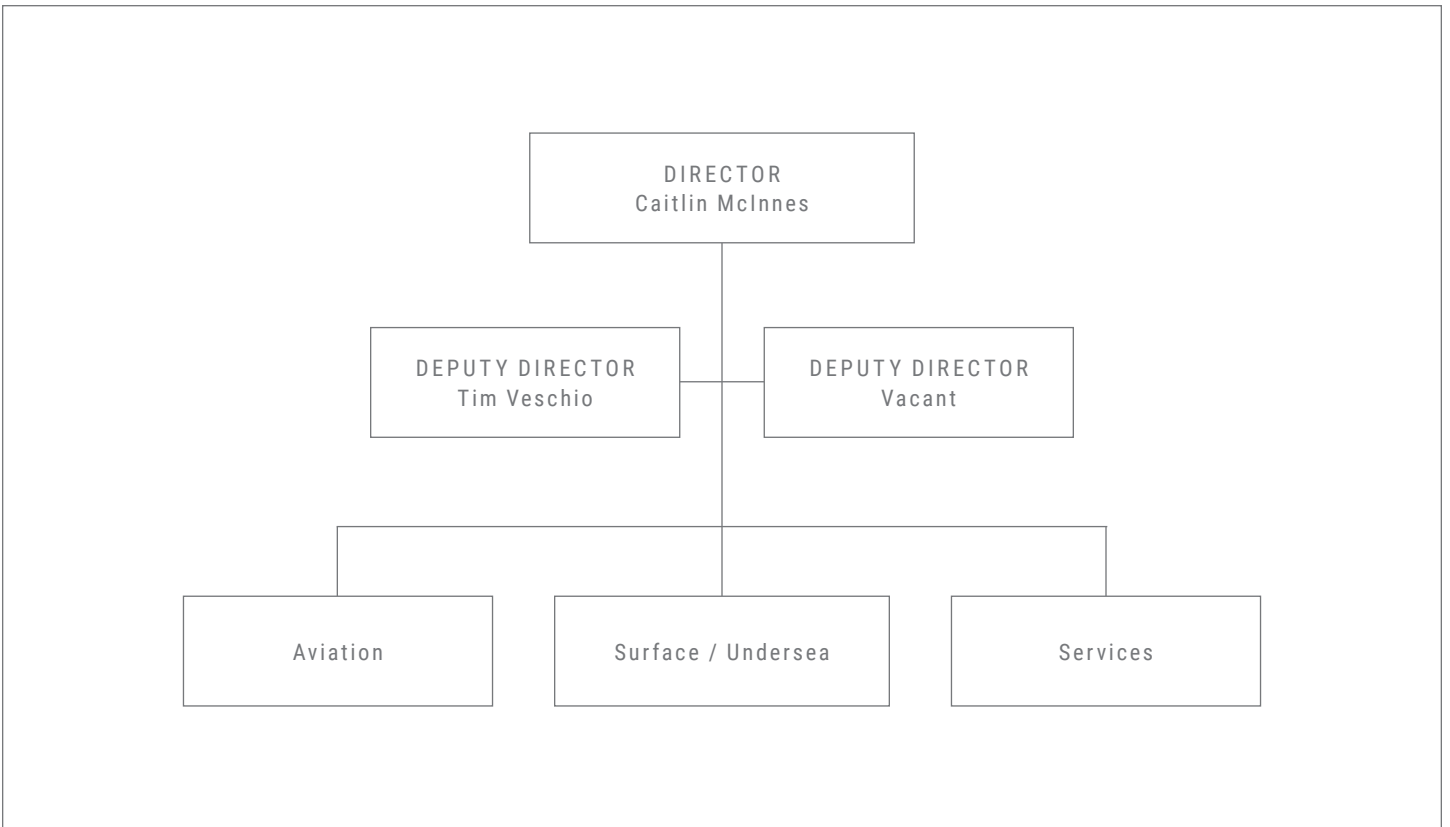 DIRECTOR
Caitlin McInnes
DEPUTY DIRECTOR
Tim Veschio
DEPUTY DIRECTOR
Vacant
Aviation
Surface / Undersea
Services